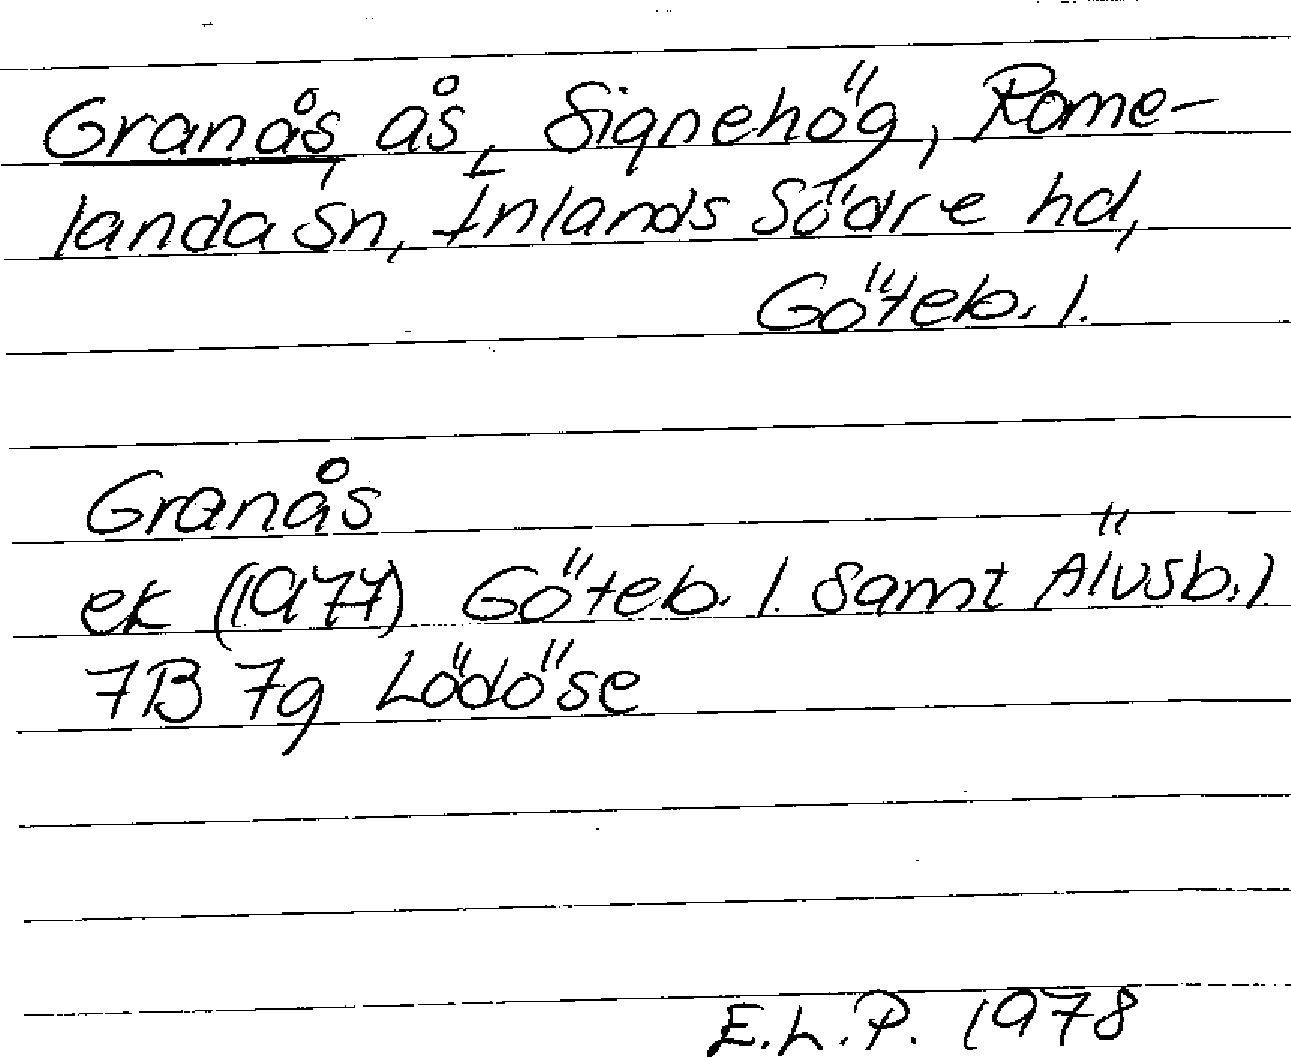 Granås, ås, Signehög, Rome-
landa sn, Inlands Södre hd,
Göteb. l.
Granås
ek (1977) Göteb. l. samt Älvsb. l
7B 7g Lödöse
E.L.P. 1978